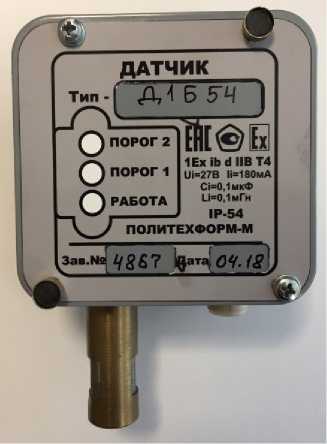 ДАТЧИК
Тип - Д1Б54
ПОРОГ 2
ПОРОГ 1
РАБОТА
EAC Ex
1Ex ib d IIB T4
Ui=27В Ii=180мА
Ci=0,1мкФ
Li=0,1мГн
IP-54
ПОЛИТЕХФОРМ-М
Зав.№ 4867 Дата 04.18